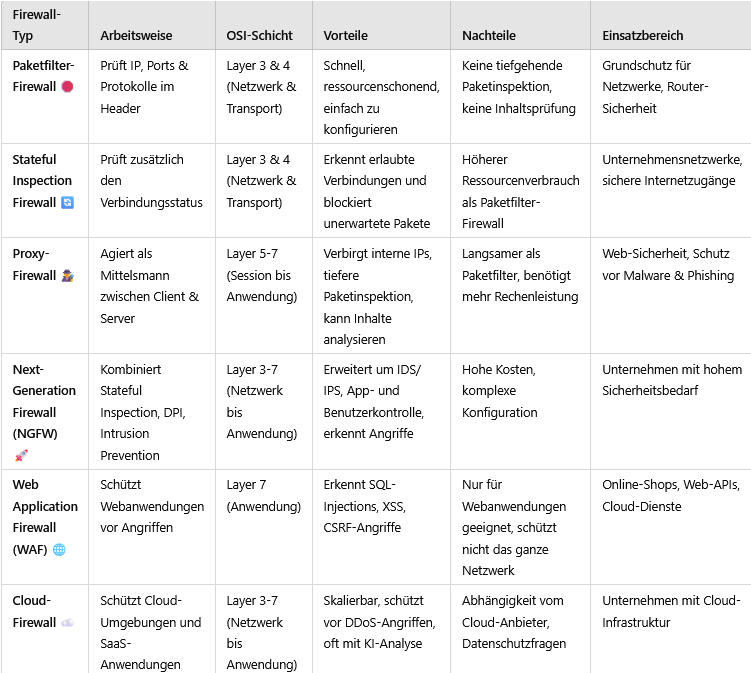 Firewall-
Typ
Arbeitsweise
OSI-Schicht
Vorteile
Nachteile
Einsatzbereich
Paketfilter-
Firewall
Prüft IP, Ports &
Protokolle im
Header
Layer 3 & 4
(Netzwerk &
Transport)
Schnell,
ressourcenschonend,
einfach zu
konfigurieren
Keine tiefgehende
Paketinspektion,
keine Inhaltsprüfung
Grundschutz für
Netzwerke, Router-
Sicherheit
Stateful
Inspection
Firewall
Prüft zusätzlich
den
Verbindungsstatus
Layer 3 & 4
(Netzwerk &
Transport)
Erkennt erlaubte
Verbindungen und
blockiert
unerwartete Pakete
Höherer
Ressourcenverbrauch
als Paketfilter-
Firewall
Unternehmensnetzwerke,
sichere Internetzugänge
Proxy-
Firewall
Agiert als
Mittelsmann
zwischen Client &
Server
Layer 5-7
(Session bis
Anwendung)
Verbirgt interne IPs,
tiefere
Paketinspektion,
kann Inhalte
analysieren
Langsamer als
Paketfilter, benötigt
mehr Rechenleistung
Web-Sicherheit, Schutz
vor Malware & Phishing
Next-
Generation
Firewall
(NGFW)
Kombiniert
Stateful
Inspection, DPI,
Intrusion
Prevention
Layer 3-7
(Netzwerk
bis
Anwendung)
Erweitert um IDS/
IPS, App- und
Benutzerkontrolle,
erkennt Angriffe
Hohe Kosten,
komplexe
Konfiguration
Unternehmen mit hohem
Sicherheitsbedarf
Web
Application
Firewall
(WAF)
Schützt
Webanwendungen
vor Angriffen
Layer 7
(Anwendung)
Erkennt SQL-
Injections, XSS,
CSRF-Angriffe
Nur für
Webanwendungen
geeignet, schützt
nicht das ganze
Netzwerk
Online-Shops, Web-APIs,
Cloud-Dienste
Cloud-
Firewall
Schützt Cloud-
Umgebungen und
SaaS-
Anwendungen
Layer 3-7
(Netzwerk
bis
Anwendung)
Skalierbar, schützt
vor DDoS-Angriffen,
oft mit KI-Analyse
Abhängigkeit vom
Cloud-Anbieter,
Datenschutzfragen
Unternehmen mit Cloud-
Infrastruktur